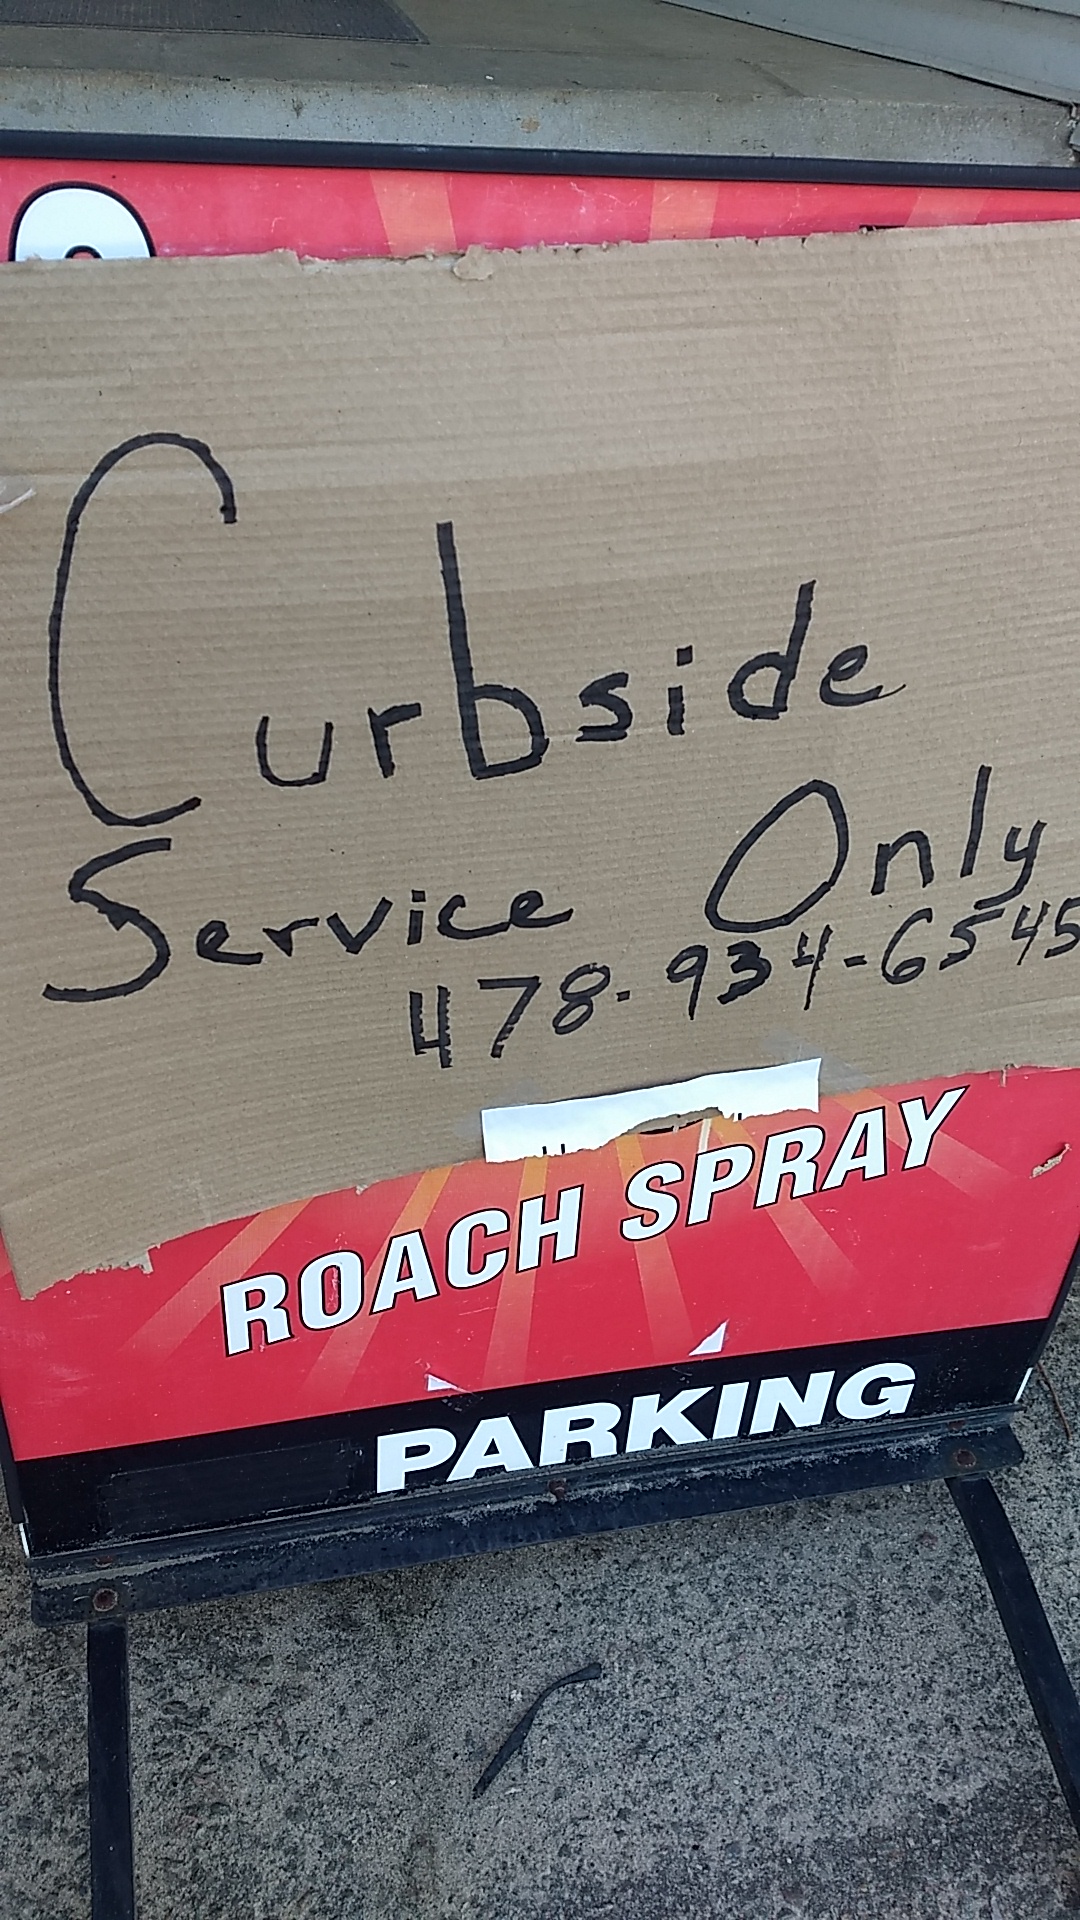 Curbside
Service Only
478-934-6545
ROACH SPRAY
PARKING